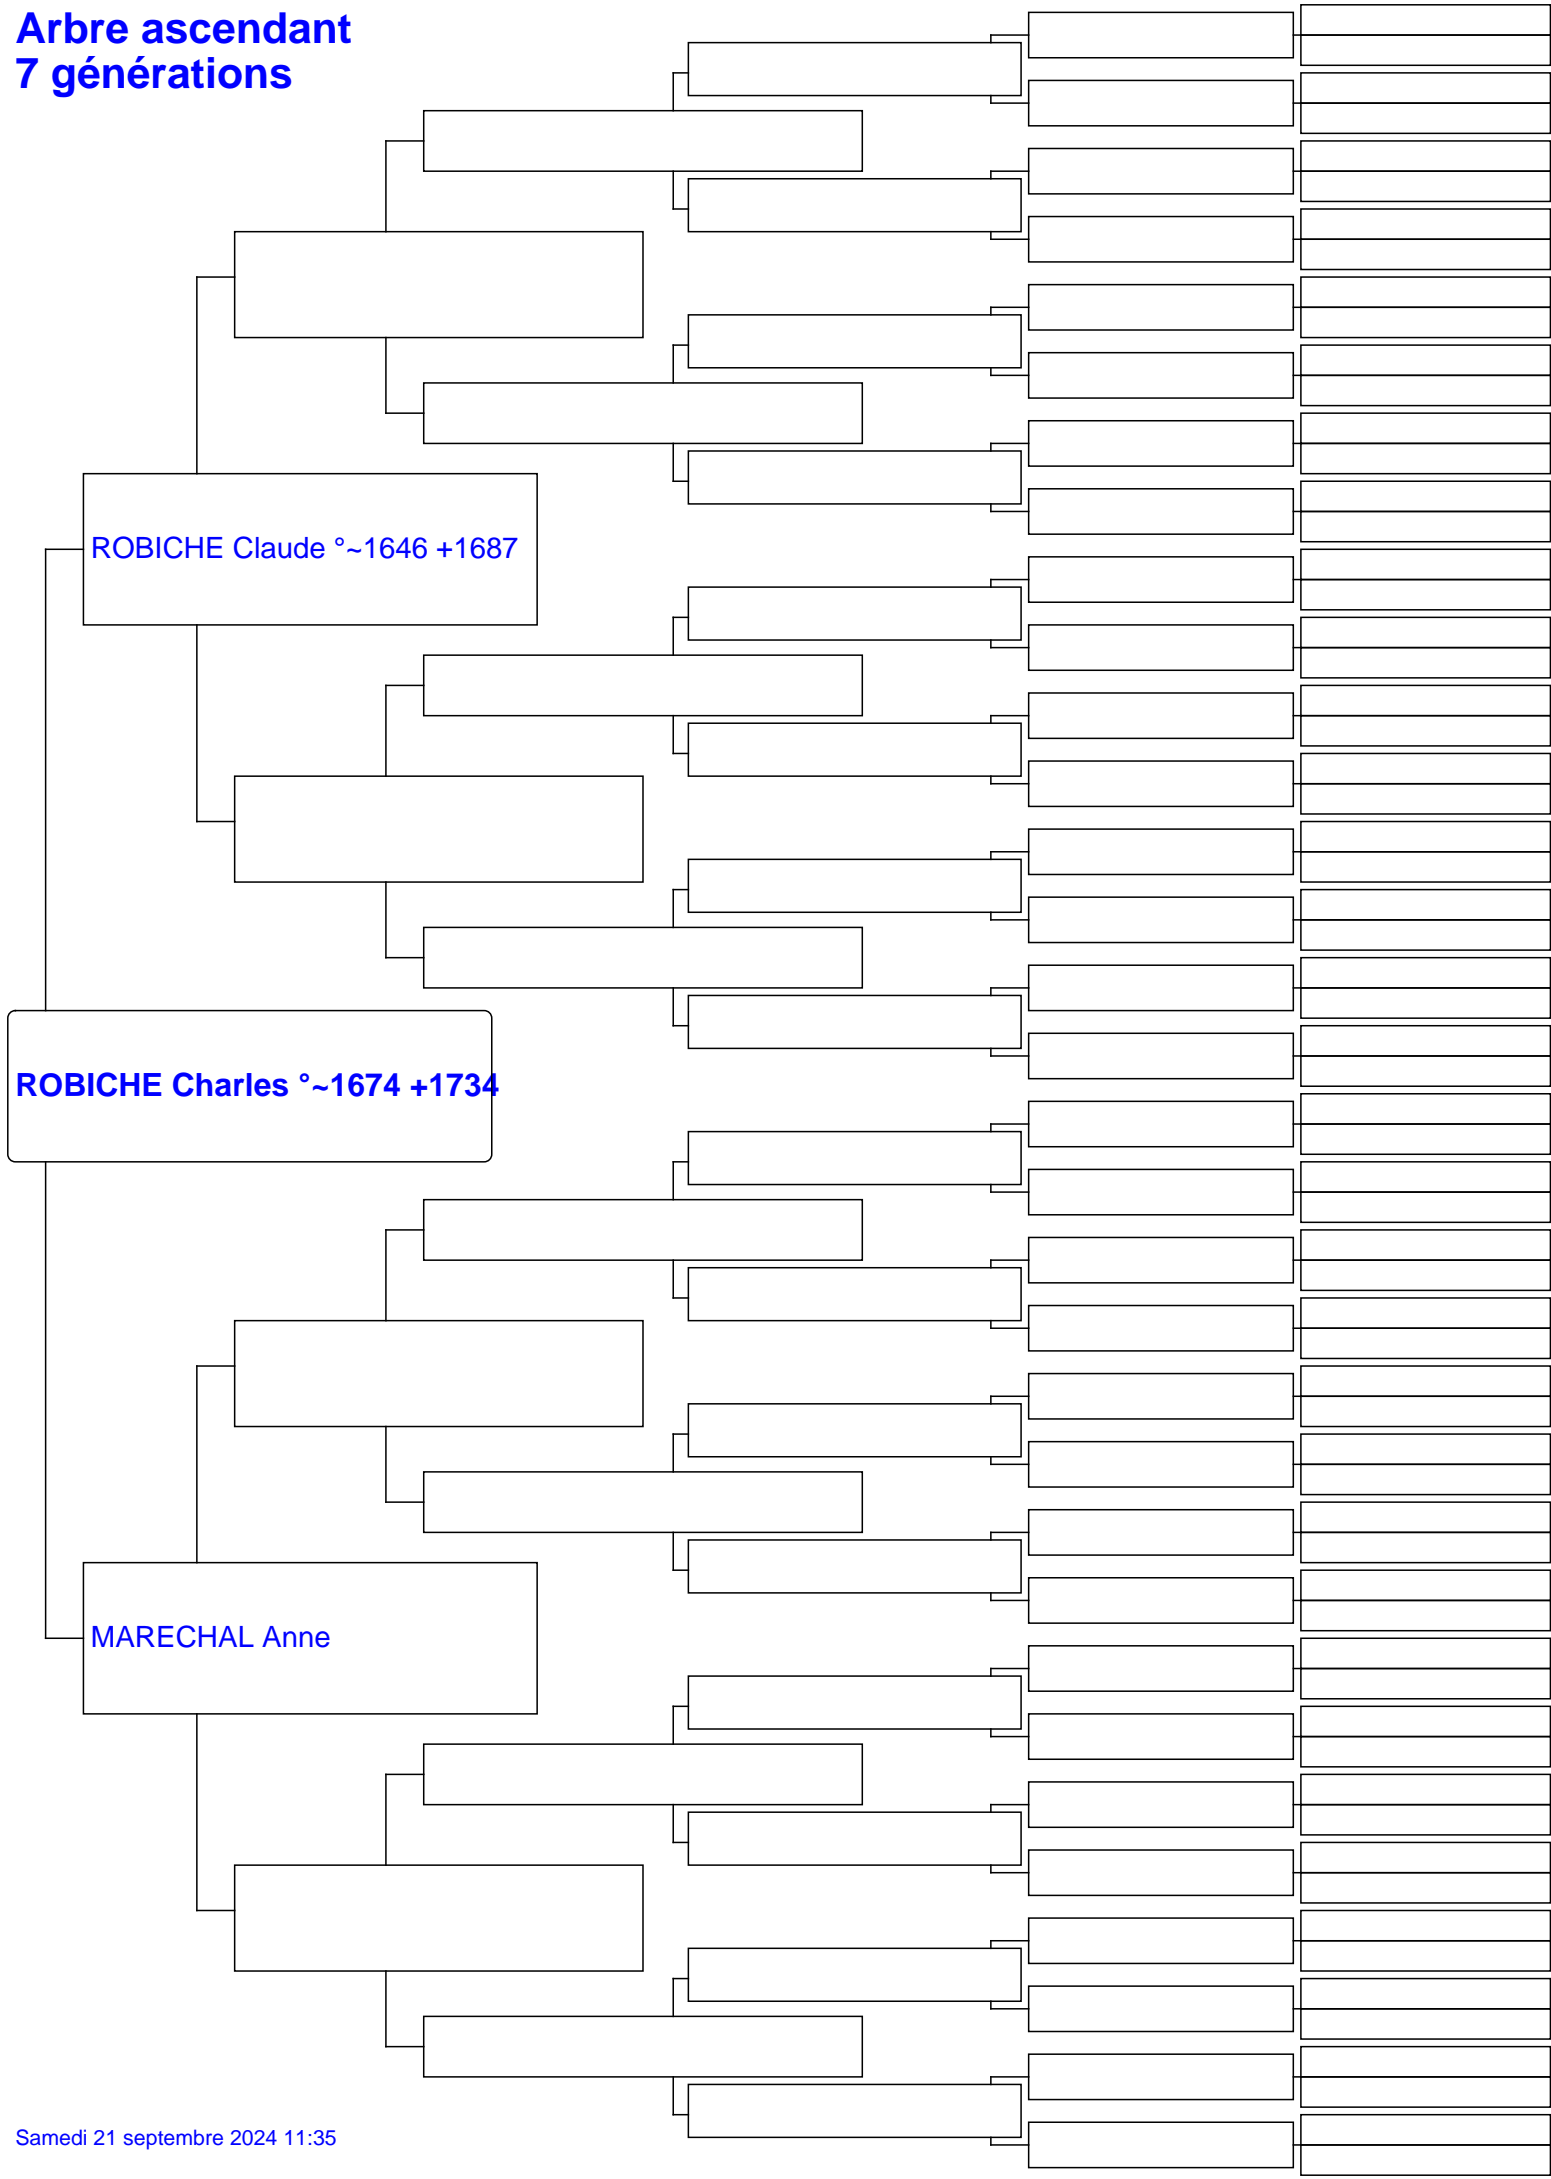 Arbre ascendant
7 générations
ROBICHE Claude °~1646 +1687
ROBICHE Charles °~1674 +1734
MARECHAL Anne
Samedi 21 septembre 2024 11:35